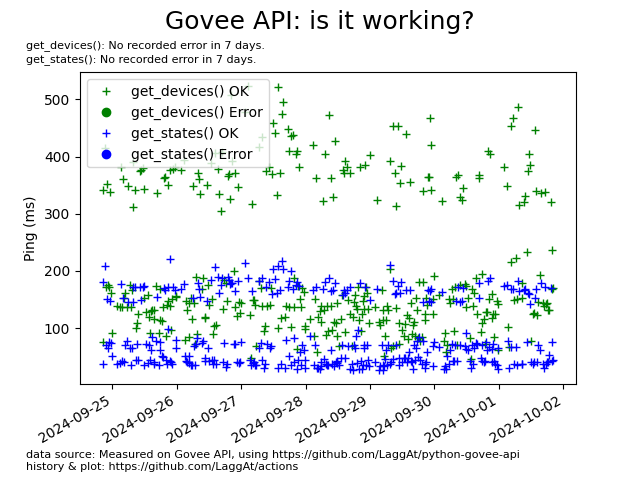 Govee API: is it working?
get_devices(): No recorded error in 7 days.
get_states(): No recorded error in 7 days.
get_devices() OK
get_devices() Error
get_states() OK
get_states() Error
Ping (ms)
500
400
300
200
100
2024-09-25
2024-09-26
2024-09-27
2024-09-28
2024-09-29
2024-09-30
2024-10-01
2024-10-02
data source: Measured on Govee API, using https://github.com/LaggAt/python-govee-api
history & plot: https://github.com/LaggAt/actions